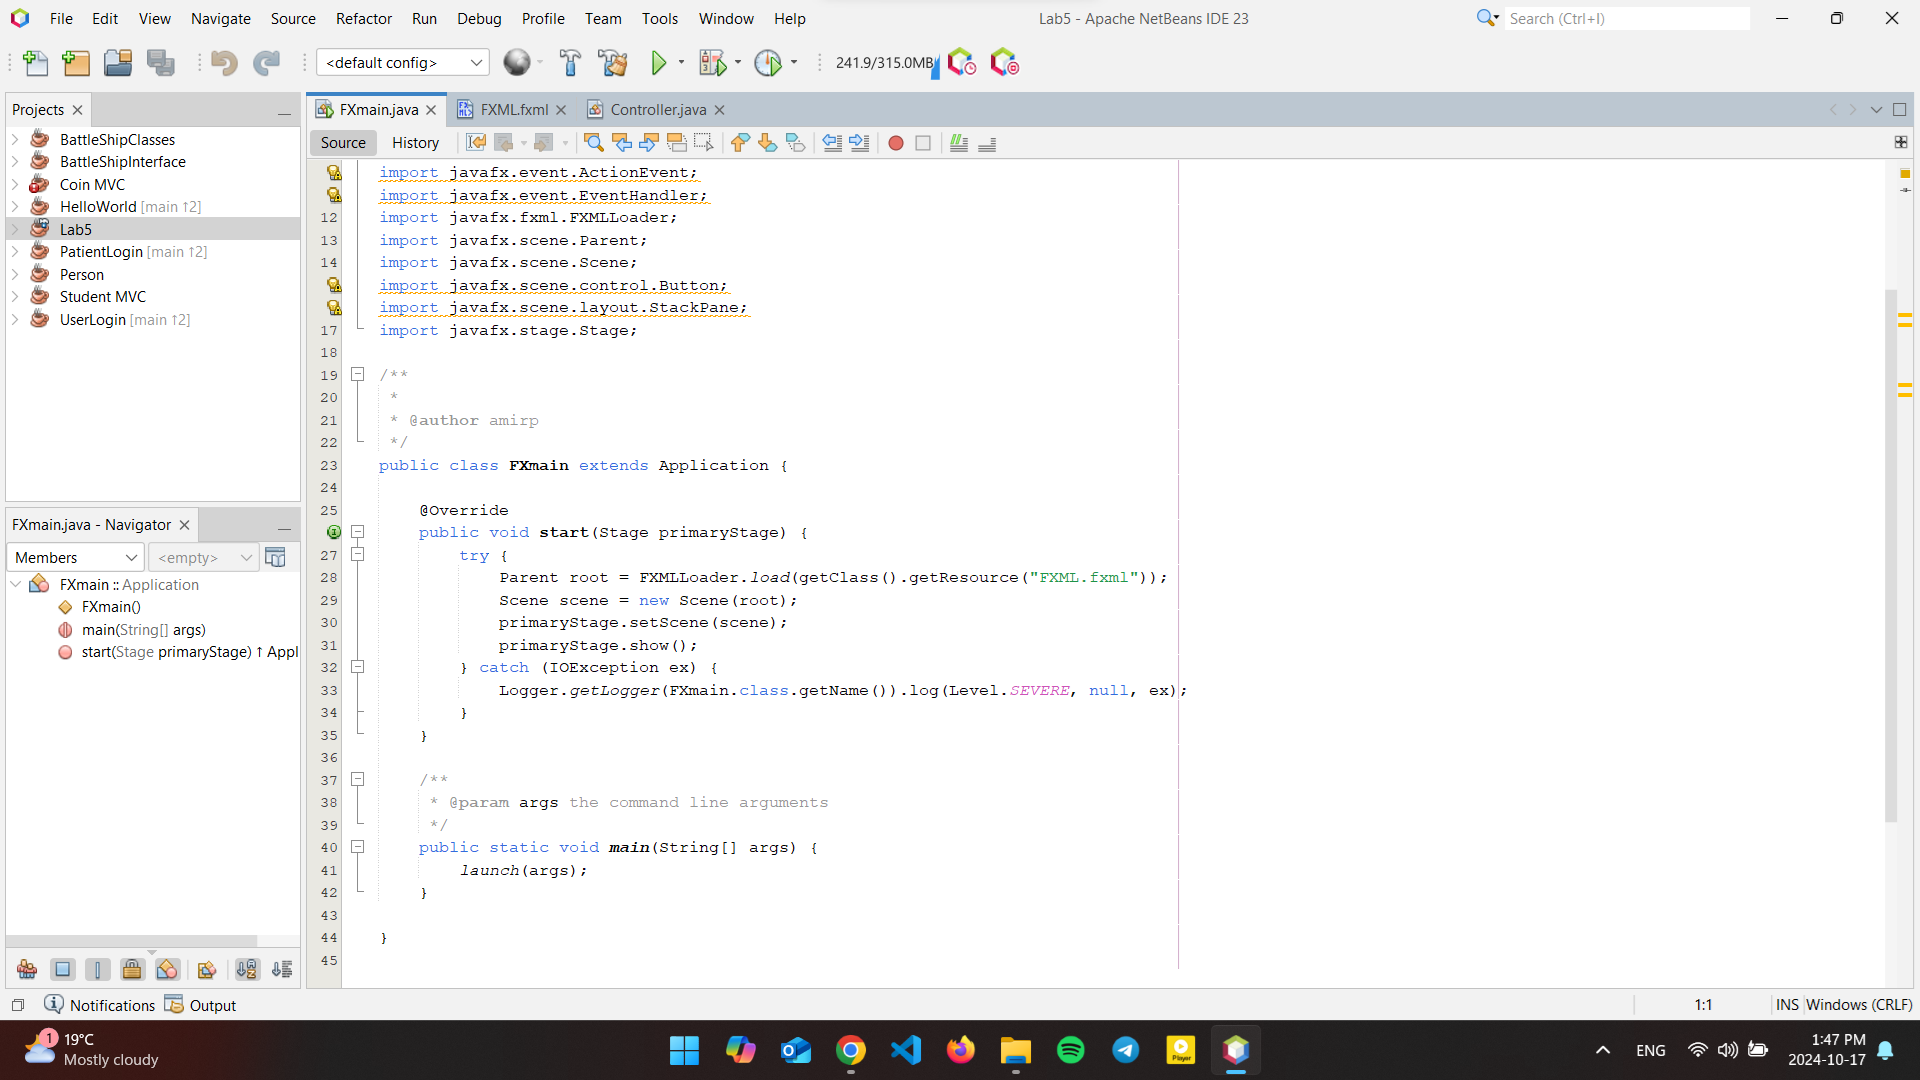 File Edit View Navigate Source Refactor Run Debug Profile Team Tools Window Help
Lab5 - Apache NetBeans IDE 23
Search (Ctrl+I)
<default config>
241.9/315.0MB
Projects
BattleShipClasses
BattleShipInterface
Coin MVC
HelloWorld [main ↑2]
Lab5
PatientLogin [main ↑2]
Person
Student MVC
UserLogin [main ↑2]
FXmain.java - Navigator
Members
<empty>
FXmain :: Application
FXmain()
main(String[] args)
start(Stage primaryStage) ↑ Appl
FXmain.java FXML.fxml Controller.java
Source History
import javafx.event.ActionEvent;
import javafx.event.EventHandler;
12 import javafx.fxml.FXMLLoader;
13 import javafx.scene.Parent;
14 import javafx.scene.Scene;
import javafx.scene.control.Button;
import javafx.scene.layout.StackPane;
17 import javafx.stage.Stage;
18
19 /**
20 *
21 * @author amirp
22 */
23 public class FXmain extends Application {
24
25 @Override
public void start(Stage primaryStage) {
27 try {
28 Parent root = FXMLLoader.load(getClass().getResource("FXML.fxml"));
29 Scene scene = new Scene(root);
30 primaryStage.setScene(scene);
31 primaryStage.show();
32 } catch (IOException ex) {
33 Logger.getLogger(FXmain.class.getName()).log(Level.SEVERE, null, ex);
34 }
35 }
36
37 /**
38 * @param args the command line arguments
39 */
40 public static void main(String[] args) {
41 launch(args);
42 }
43
44 }
45
Notifications Output
1:1 INS Windows (CRLF)
1
19°C
Mostly cloudy
Player
ENG
1:47 PM
2024-10-17